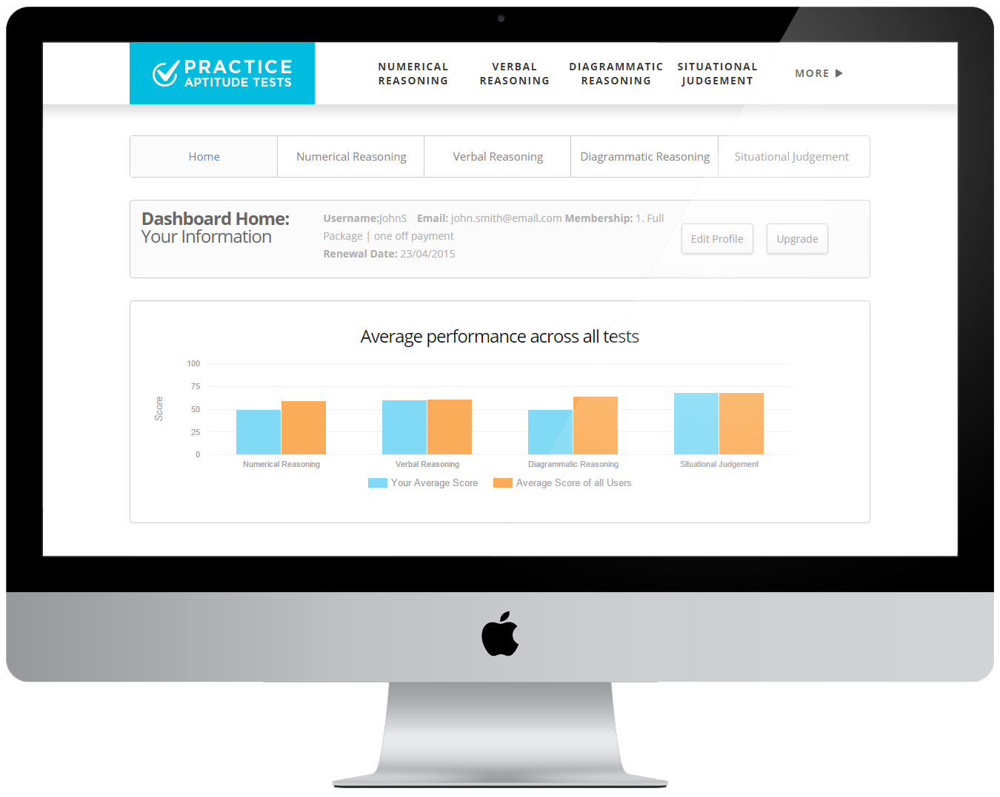 PRACTICE
APTITUDE TESTS
NUMERICAL
REASONING
VERBAL
REASONING
DIAGRAMMATIC
REASONING
SITUATIONAL
JUDGEMENT
MORE
Home
Numerical Reasoning
Verbal Reasoning
Diagrammatic Reasoning
Situational Judgement
Dashboard Home:
Your Information
Username:JohnS Email: john.smith@email.com Membership: 1. Full
Package | one off payment
Renewal Date: 23/04/2015
Edit Profile
Upgrade
Average performance across all tests
Score
100
75
50
25
0
Numerical Reasoning
Verbal Reasoning
Diagrammatic Reasoning
Situational Judgement
Your Average Score
Average Score of all Users